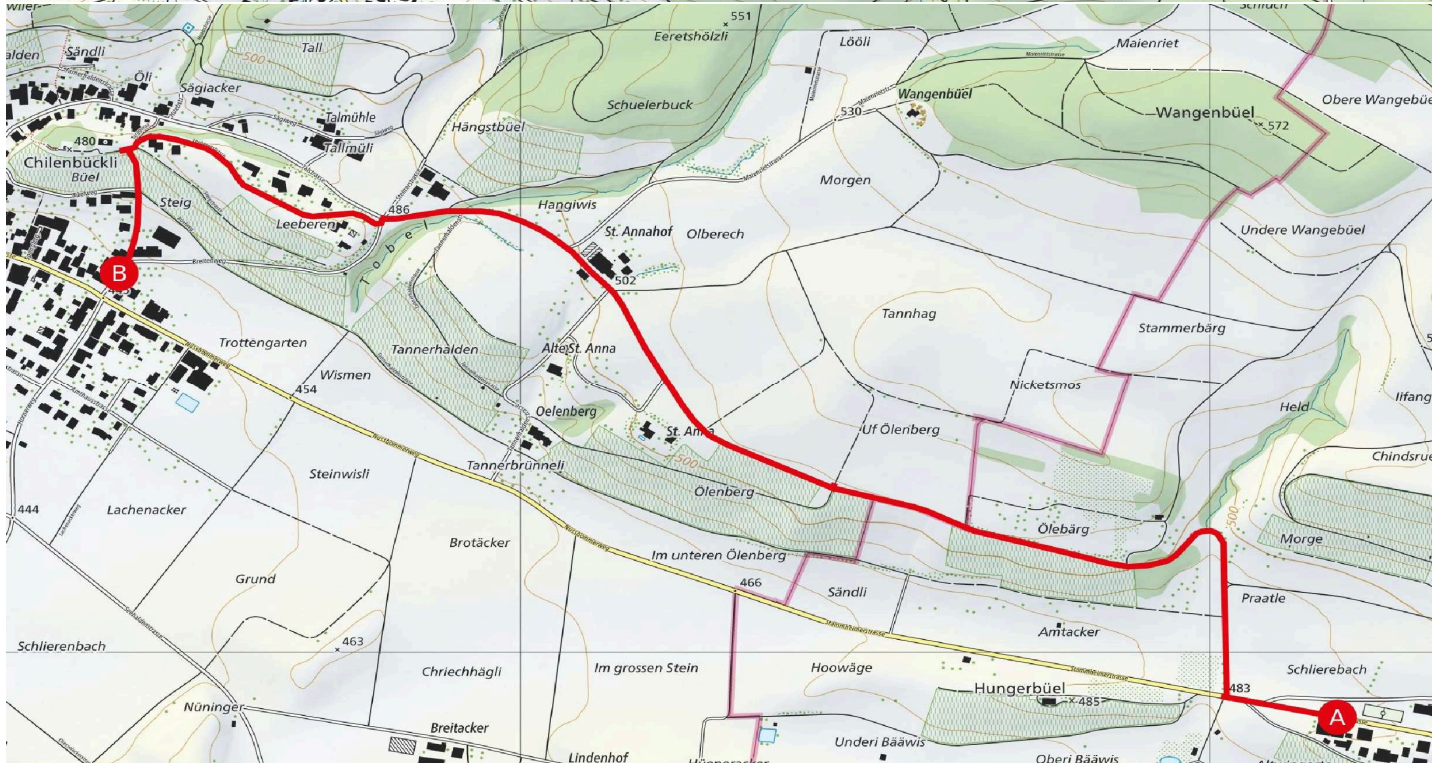 551
Tall
Eeretshölzli
Lööli
Maienriet
Sändli
500
Öli
Sägiacker
Schuelerbuck
Wangenbüel
Obere Wangebüe
Talmühle
530
Wangenbüel
572
Hängstbüel
480
Tallmüli
Chilenbückli
Büel
Morgen
Steig
Hangiwis
486
Leeberen
St. Annahof
Olberech
Undere Wangebüel
Tobel
B
502
Tannhag
Stammerbärg
Trottengarten
Tannerhalden
Alte St. Anna
Wismen
Nicketsmos
454
Held
Ilfang
Oelenberg
St. Anna
Uf Ölenberg
500
Chindsrue
Tannerbrünneli
Steinwisli
Ölenberg
444
Lachenacker
500
Ölebärg
Morge
Brotäcker
Im unteren Ölenberg
Grund
466
Sändli
Praatle
Amtacker
463
Schlierenbach
Chriechhägli
Im grossen Stein
Hoowäge
Schlierebach
Hungerbüel
483
485
Nüninger
A
Breitacker
Underi Bääwis
Lindenhof
Oberi Bääwis